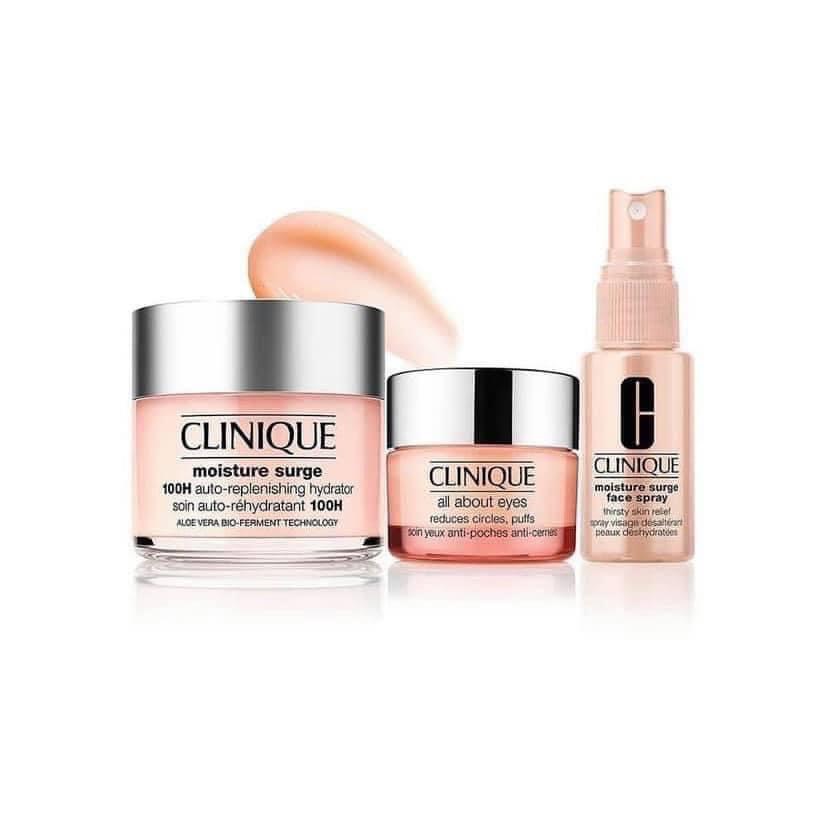 CLINIQUE
moisture surge
100H auto-replenishing hydrator
soin auto-réhydratant 100H
ALOE VERA BIO-FERMENT TECHNOLOGY
CLINIQUE
all about eyes
reduces circles, puffs
soin yeux anti-poches anti-cernes
C
CLINIQUE
moisture surge
face spray
thirsty skin relief
spray visage désaltérant
peaux déshydratées